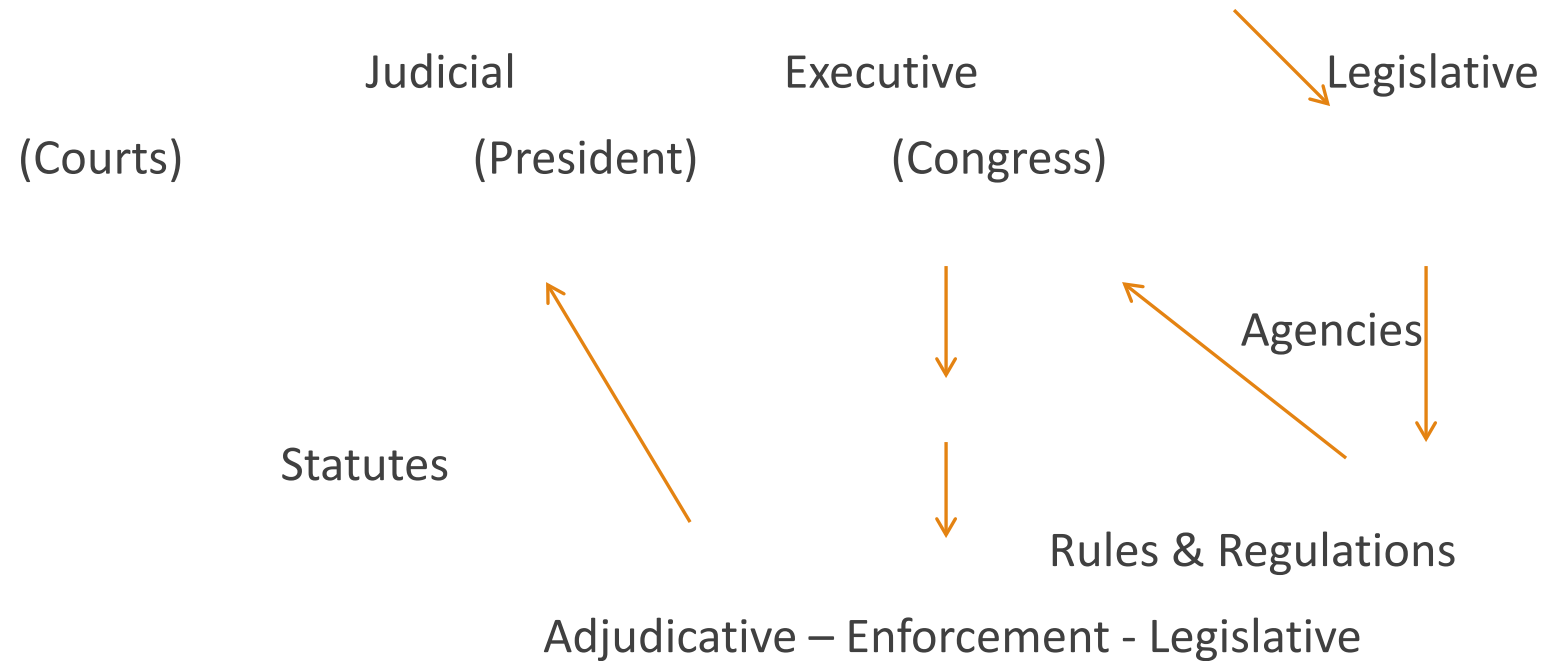 Judicial Executive Legislative
(Courts) (President) (Congress)
Agencies
Statutes
Rules & Regulations
Adjudicative – Enforcement - Legislative